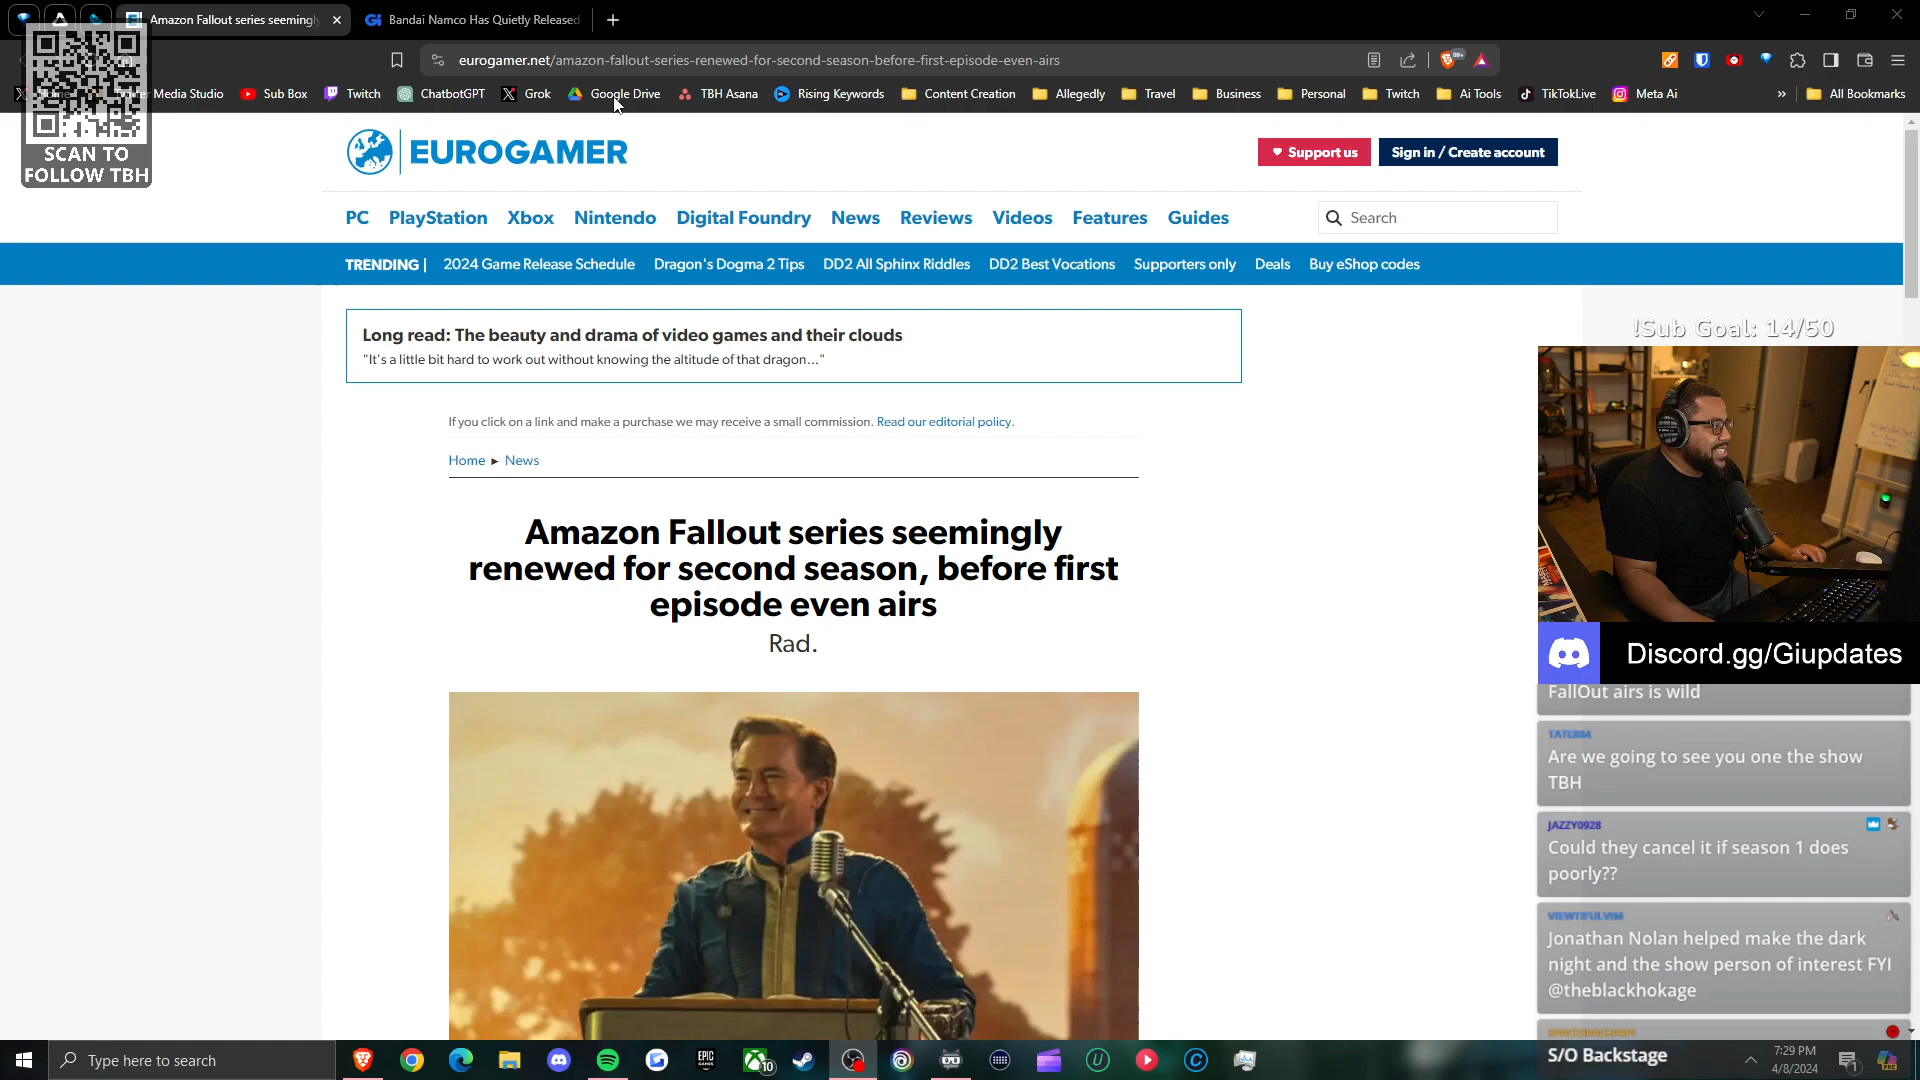 Amazon Fallout series seemingly
Bandai Namco Has Quietly Released
eurogamer.net/amazon-fallout-series-renewed-for-second-season-before-first-episode-even-airs
99+
Media Studio
Sub Box
Twitch
ChatbotGPT
Grok
Google Drive
TBH Asana
Rising Keywords
Content Creation
Allegedly
Travel
Business
Personal
Twitch
Ai Tools
TikTokLive
Meta Ai
All Bookmarks
SCAN TO
FOLLOW TBH
EUROGAMER
Support us
Sign in / Create account
PC
PlayStation
Xbox
Nintendo
Digital Foundry
News
Reviews
Videos
Features
Guides
Search
TRENDING |
2024 Game Release Schedule
Dragon's Dogma 2 Tips
DD2 All Sphinx Riddles
DD2 Best Vocations
Supporters only
Deals
Buy eShop codes
Long read: The beauty and drama of video games and their clouds
"It's a little bit hard to work out without knowing the altitude of that dragon..."
If you click on a link and make a purchase we may receive a small commission. Read our editorial policy.
Home ► News
Amazon Fallout series seemingly
renewed for second season, before first
episode even airs
Rad.
!Sub Goal: 14/50
Discord.gg/Giupdates
FallOut airs is wild
TATER84
Are we going to see you one the show
TBH
JAZZY0928
Could they cancel it if season 1 does
poorly??
VIEWTIFULVIM
Jonathan Nolan helped make the dark
night and the show person of interest FYI
@theblackhokage
S/O Backstage
Type here to search
EPIC
GAMES
10
7:29 PM
4/8/2024
1
PRE